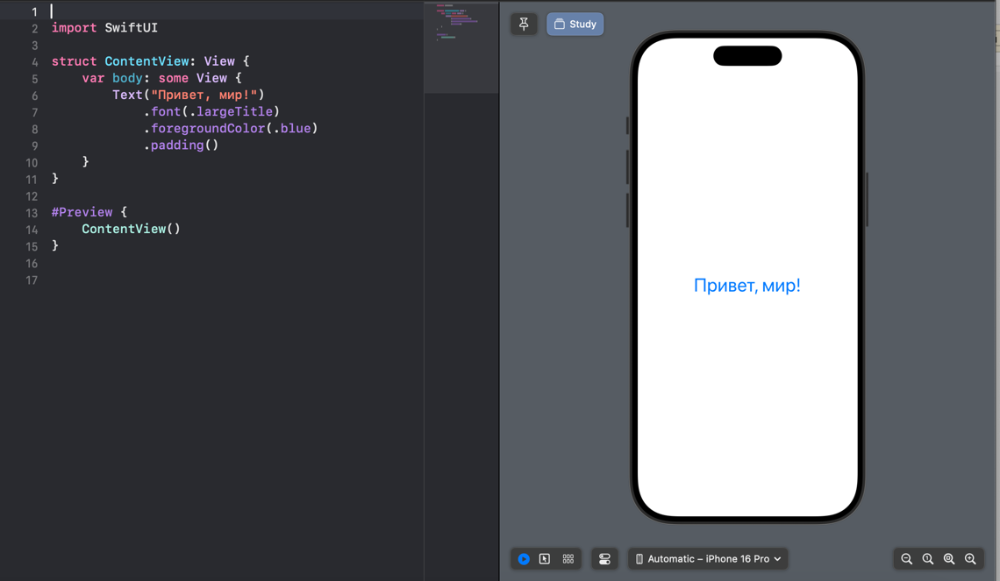 1
2 import SwiftUI
3
4 struct ContentView: View {
5 var body: some View {
6 Text("Привет, мир!")
7 .font(.largeTitle)
8 .foregroundColor(.blue)
9 .padding()
10 }
11 }
12
13 #Preview {
14 ContentView()
15 }
16
17
Study
Привет, мир!
Automatic – iPhone 16 Pro